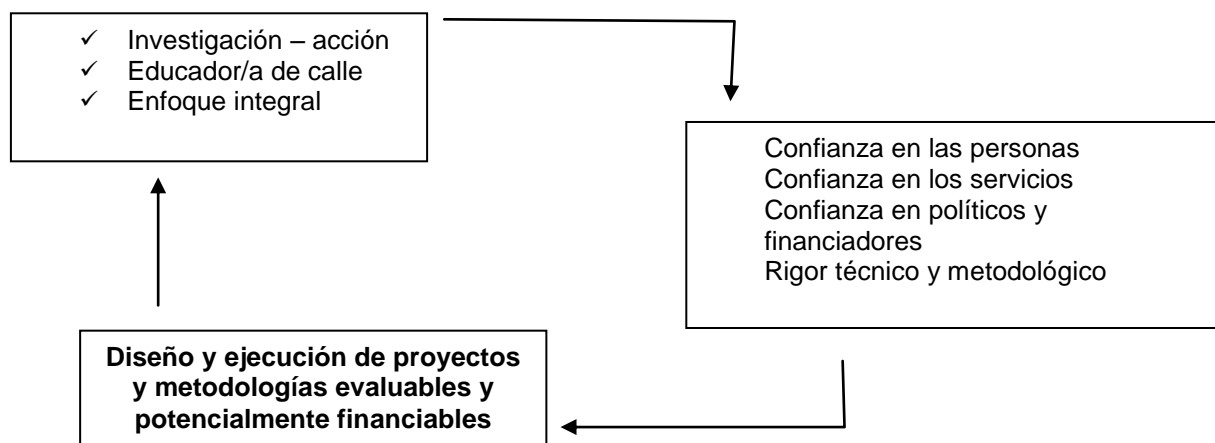 ✓ Investigación – acción
✓ Educador/a de calle
✓ Enfoque integral
Confianza en las personas
Confianza en los servicios
Confianza en políticos y
financiadores
Rigor técnico y metodológico
Diseño y ejecución de proyectos
y metodologías evaluables y
potencialmente financiables